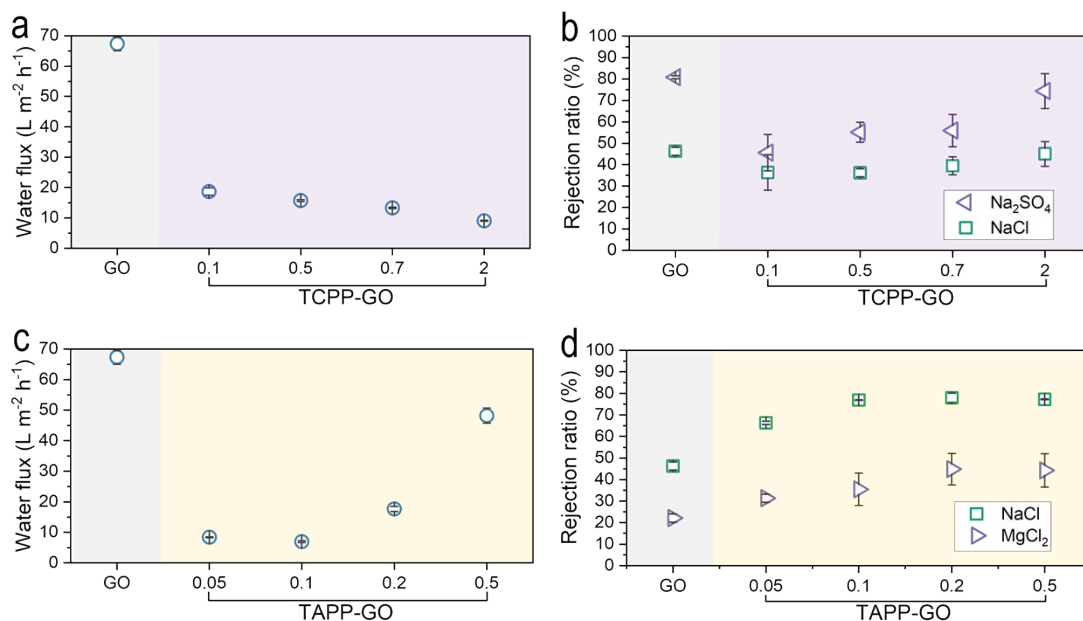 a
Water flux (L m⁻² h⁻¹)
70
60
50
40
30
20
10
0
GO
0.1
0.5
0.7
2
TCPP-GO
b
Rejection ratio (%)
100
90
80
70
60
50
40
30
20
10
0
Na₂SO₄
NaCl
GO
0.1
0.5
0.7
2
TCPP-GO
c
Water flux (L m⁻² h⁻¹)
70
60
50
40
30
20
10
0
GO
0.05
0.1
0.2
0.5
TAPP-GO
d
Rejection ratio (%)
100
90
80
70
60
50
40
30
20
10
0
NaCl
MgCl₂
GO
0.05
0.1
0.2
0.5
TAPP-GO